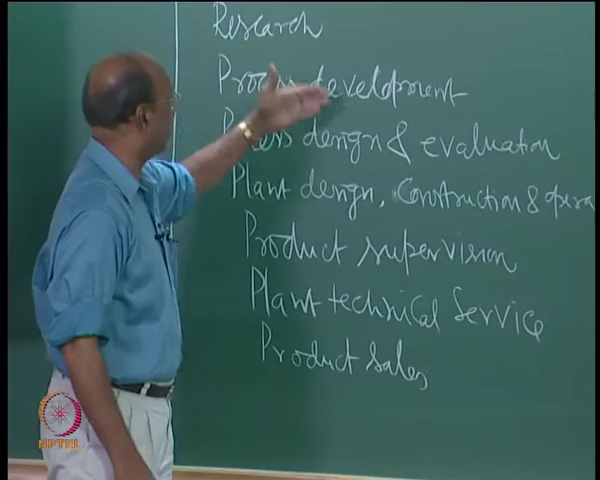 Research
Process development
Process design & evaluation
Plant design, Construction & opera
Product supervision
Plant technical Service
Product sales
NPTEL